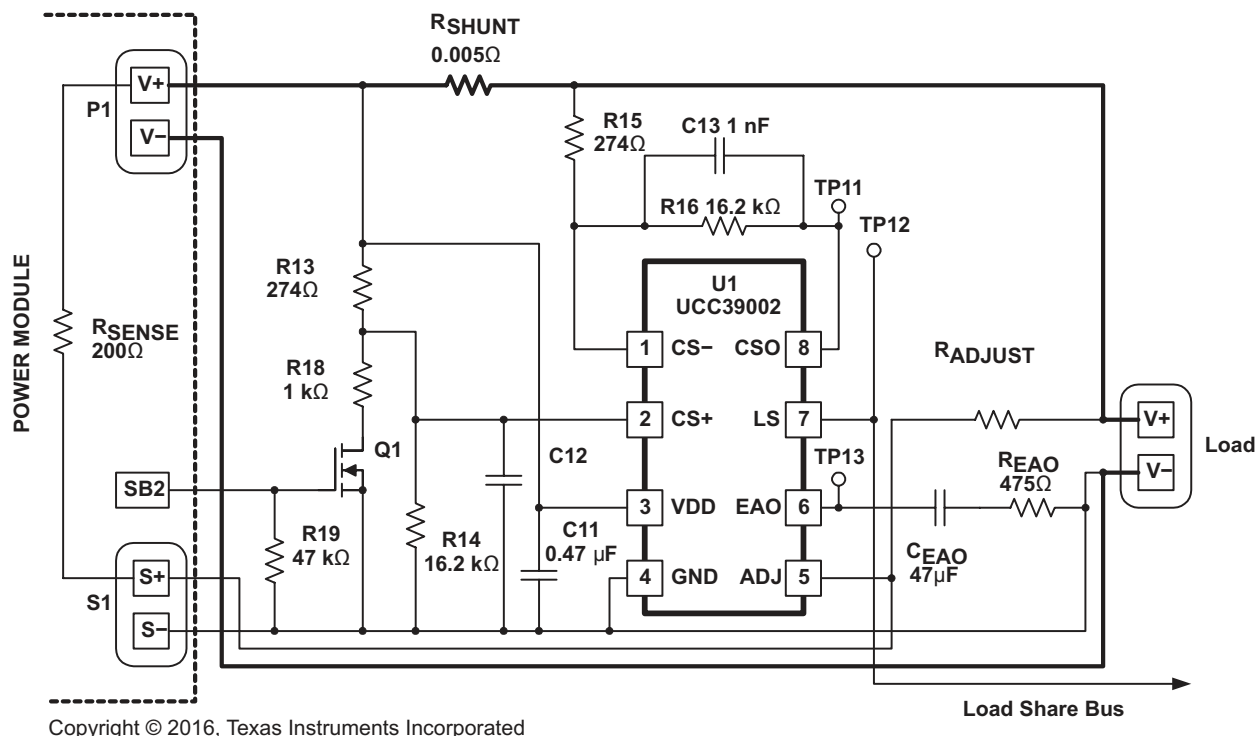 RSHUNT
0.005Ω
P1
V+
V−
R15
274Ω
C13 1 nF
TP11
R16 16.2 kΩ
TP12
POWER MODULE
RSENSE
200Ω
R13
274Ω
R18
1 kΩ
Q1
U1
UCC39002
1 CS− CSO 8
2 CS+ LS 7
3 VDD EAO 6
4 GND ADJ 5
RADJUST
V+
V−
Load
TP13
REAO
475Ω
CEAO
47μF
C12
C11
0.47 μF
SB2
R19
47 kΩ
R14
16.2 kΩ
S1
S+
S−
Load Share Bus
Copyright © 2016, Texas Instruments Incorporated